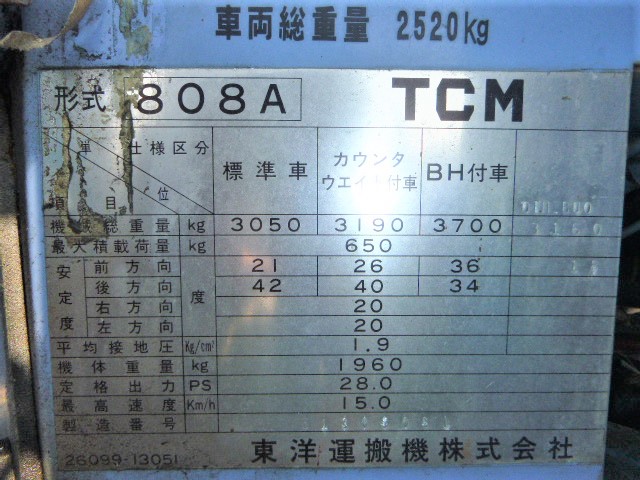 車両総重量 2520kg
形式 808A TCM
単位 仕様区分 項目 標準車 カウンタウエイト付車 BH付車
機械総重量 kg 3050 3190 3700
最大積載荷量 kg 650
安定度 前方向 度 21 26 36
後方向 42 40 34
右方向 20
左方向 20
平均接地圧 Kg/cm² 1.9
機体重量 kg 1960
定格出力 PS 28.0
最高速度 Km/h 15.0
製造番号
26099-13051 東洋運搬機株式会社